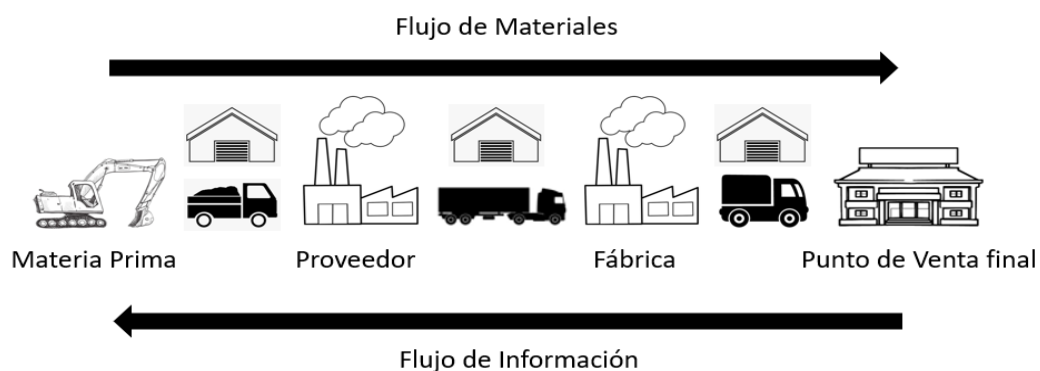 Flujo de Materiales
Materia Prima
Proveedor
Fábrica
Punto de Venta final
Flujo de Información